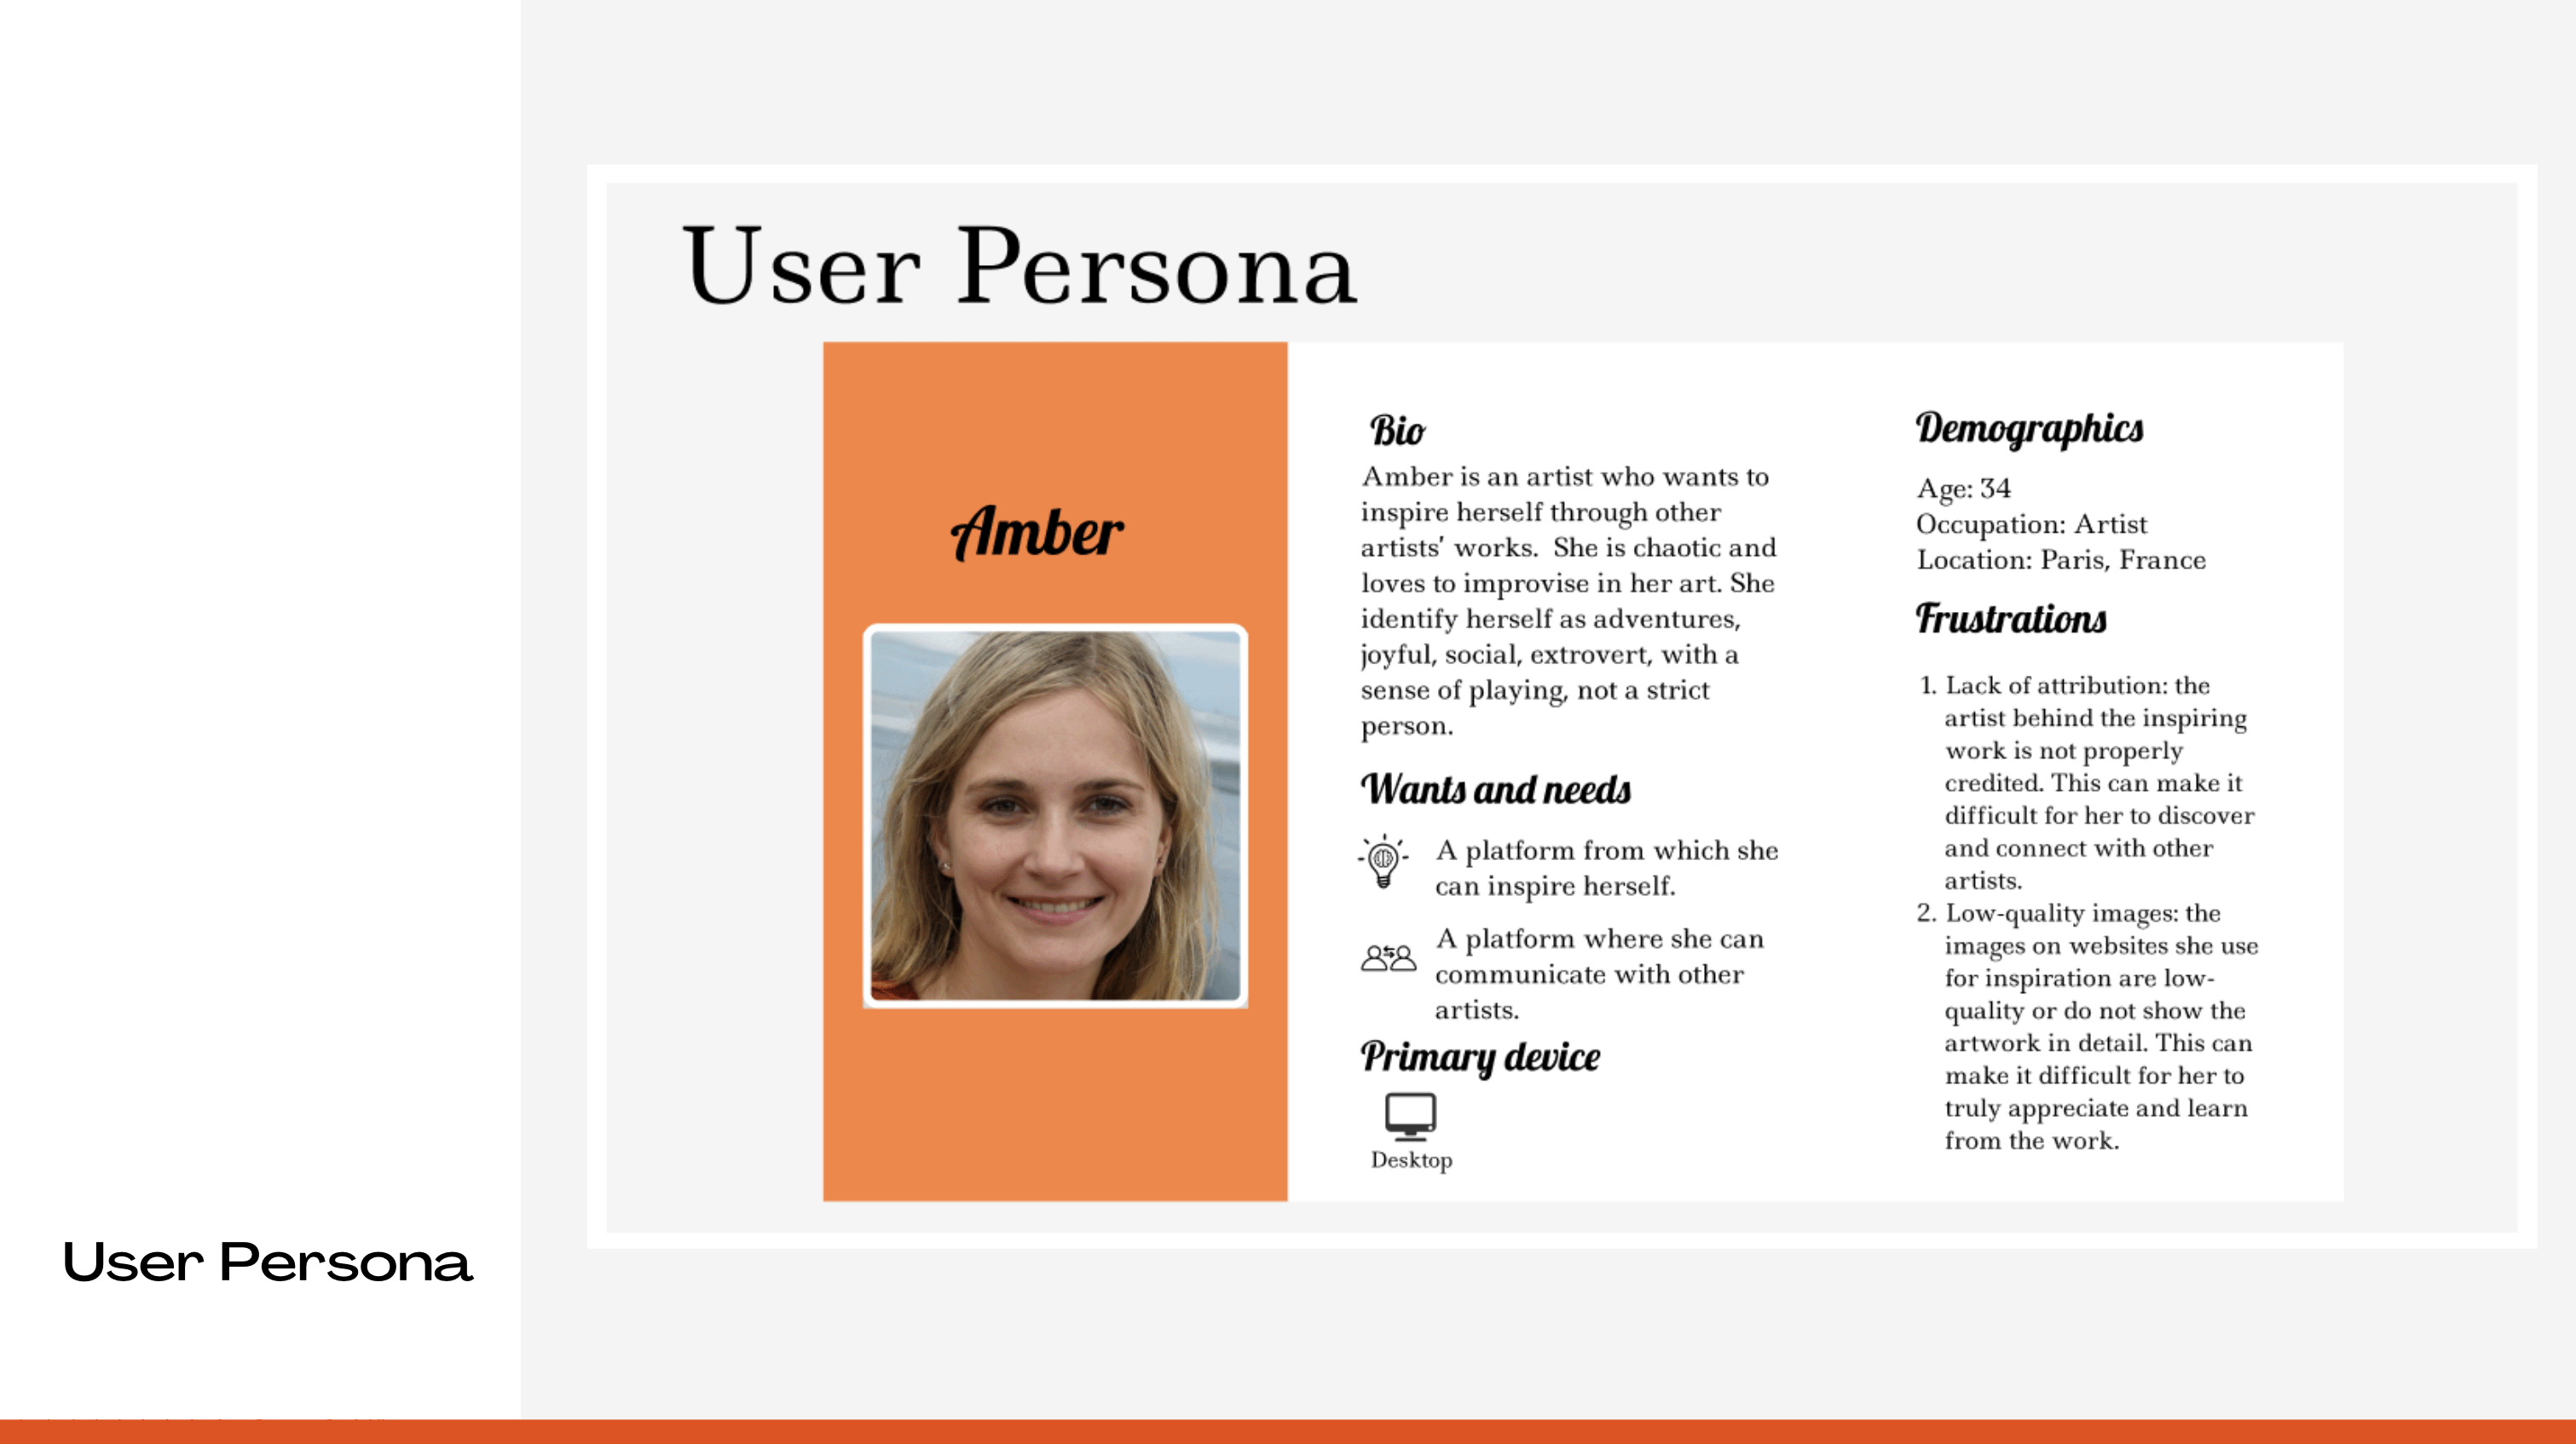 User Persona
User Persona
Amber
Bio
Amber is an artist who wants to
inspire herself through other
artists' works.  She is chaotic and
loves to improvise in her art. She
identify herself as adventures,
joyful, social, extrovert, with a
sense of playing, not a strict
person.
Wants and needs
A platform from which she
can inspire herself.
A platform where she can
communicate with other
artists.
Primary device
Desktop
Demographics
Age: 34
Occupation: Artist
Location: Paris, France
Frustrations
1. Lack of attribution: the
artist behind the inspiring
work is not properly
credited. This can make it
difficult for her to discover
and connect with other
artists.
2. Low-quality images: the
images on websites she use
for inspiration are low-
quality or do not show the
artwork in detail. This can
make it difficult for her to
truly appreciate and learn
from the work.